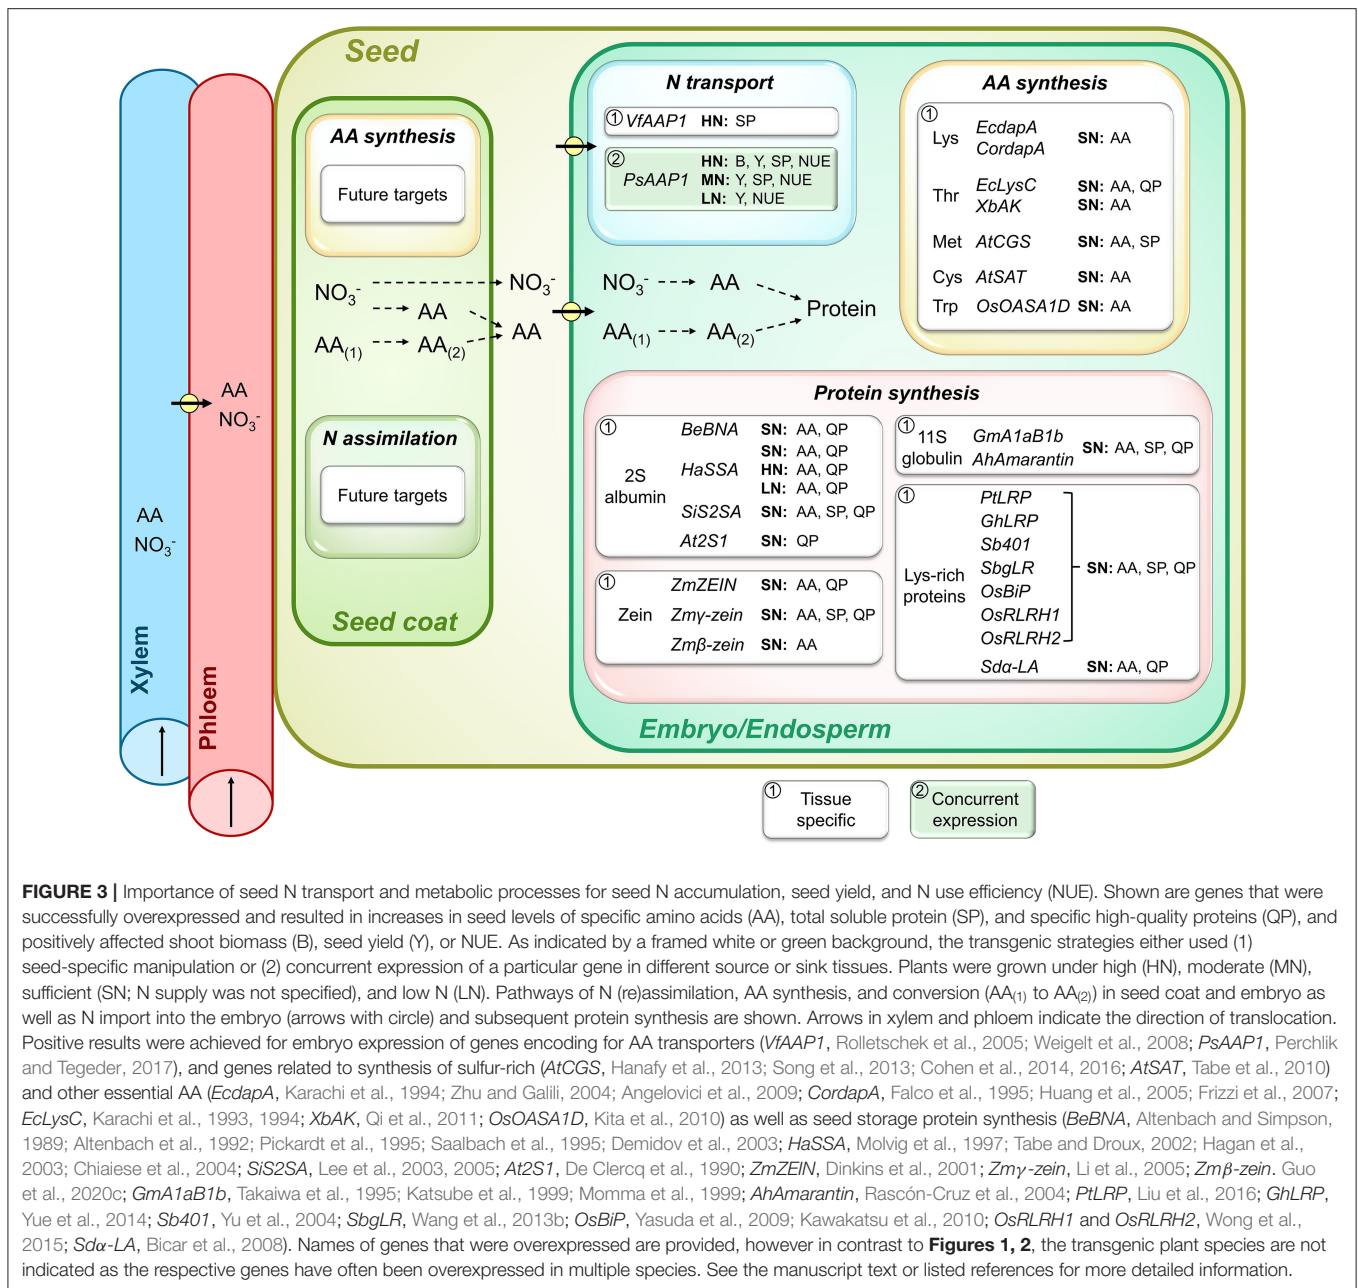 Seed
AA synthesis
Future targets
NO3-
AA
AA(1)
AA(2)
NO3-
AA
N assimilation
Future targets
Seed coat
AA
NO3-
AA
NO3-
Xylem
Phloem
N transport
① VfAAP1 HN: SP
② PsAAP1 HN: B, Y, SP, NUE
MN: Y, SP, NUE
LN: Y, NUE
NO3-
AA
AA(1)
AA(2)
Protein
AA synthesis
①
Lys EcdapA
CordapA
SN: AA
Thr EcLysC SN: AA, QP
XbAK SN: AA
Met AtCGS SN: AA, SP
Cys AtSAT SN: AA
Trp OsOASA1D SN: AA
Protein synthesis
①
2S
albumin
BeBNA SN: AA, QP
HaSSA SN: AA, QP
HN: AA, QP
LN: AA, QP
SiS2SA SN: AA, SP, QP
At2S1 SN: QP
①
Zein
ZmZEIN SN: AA, QP
Zmγ-zein SN: AA, SP, QP
Zmβ-zein SN: AA
①
11S
globulin
GmA1aB1b
AhAmarantin
SN: AA, SP, QP
①
Lys-rich
proteins
PtLRP
GhLRP
Sb401
SbgLR
OsBiP
OsRLRH1
OsRLRH2
SN: AA, SP, QP
Sdα-LA SN: AA, QP
Embryo/Endosperm
① Tissue
specific
② Concurrent
expression
FIGURE 3 | Importance of seed N transport and metabolic processes for seed N accumulation, seed yield, and N use efficiency (NUE). Shown are genes that were
successfully overexpressed and resulted in increases in seed levels of specific amino acids (AA), total soluble protein (SP), and specific high-quality proteins (QP), and
positively affected shoot biomass (B), seed yield (Y), or NUE. As indicated by a framed white or green background, the transgenic strategies either used (1)
seed-specific manipulation or (2) concurrent expression of a particular gene in different source or sink tissues. Plants were grown under high (HN), moderate (MN),
sufficient (SN; N supply was not specified), and low N (LN). Pathways of N (re)assimilation, AA synthesis, and conversion (AA(1) to AA(2)) in seed coat and embryo as
well as N import into the embryo (arrows with circle) and subsequent protein synthesis are shown. Arrows in xylem and phloem indicate the direction of translocation.
Positive results were achieved for embryo expression of genes encoding for AA transporters (VfAAP1, Rolletschek et al., 2005; Weigelt et al., 2008; PsAAP1, Perchlik
and Tegeder, 2017), and genes related to synthesis of sulfur-rich (AtCGS, Hanafy et al., 2013; Song et al., 2013; Cohen et al., 2014, 2016; AtSAT, Tabe et al., 2010)
and other essential AA (EcdapA, Karachi et al., 1994; Zhu and Galili, 2004; Angelovici et al., 2009; CordapA, Falco et al., 1995; Huang et al., 2005; Frizzi et al., 2007;
EcLysC, Karachi et al., 1993, 1994; XbAK, Qi et al., 2011; OsOASA1D, Kita et al., 2010) as well as seed storage protein synthesis (BeBNA, Altenbach and Simpson,
1989; Altenbach et al., 1992; Pickardt et al., 1995; Saalbach et al., 1995; Demidov et al., 2003; HaSSA, Molvig et al., 1997; Tabe and Droux, 2002; Hagan et al.,
2003; Chiaiese et al., 2004; SiS2SA, Lee et al., 2003, 2005; At2S1, De Clercq et al., 1990; ZmZEIN, Dinkins et al., 2001; Zmγ-zein, Li et al., 2005; Zmβ-zein. Guo
et al., 2020c; GmA1aB1b, Takaiwa et al., 1995; Katsube et al., 1999; Momma et al., 1999; AhAmarantin, Rascón-Cruz et al., 2004; PtLRP, Liu et al., 2016; GhLRP,
Yue et al., 2014; Sb401, Yu et al., 2004; SbgLR, Wang et al., 2013b; OsBiP, Yasuda et al., 2009; Kawakatsu et al., 2010; OsRLRH1 and OsRLRH2, Wong et al.,
2015; Sdα-LA, Bicar et al., 2008). Names of genes that were overexpressed are provided, however in contrast to Figures 1, 2, the transgenic plant species are not
indicated as the respective genes have often been overexpressed in multiple species. See the manuscript text or listed references for more detailed information.